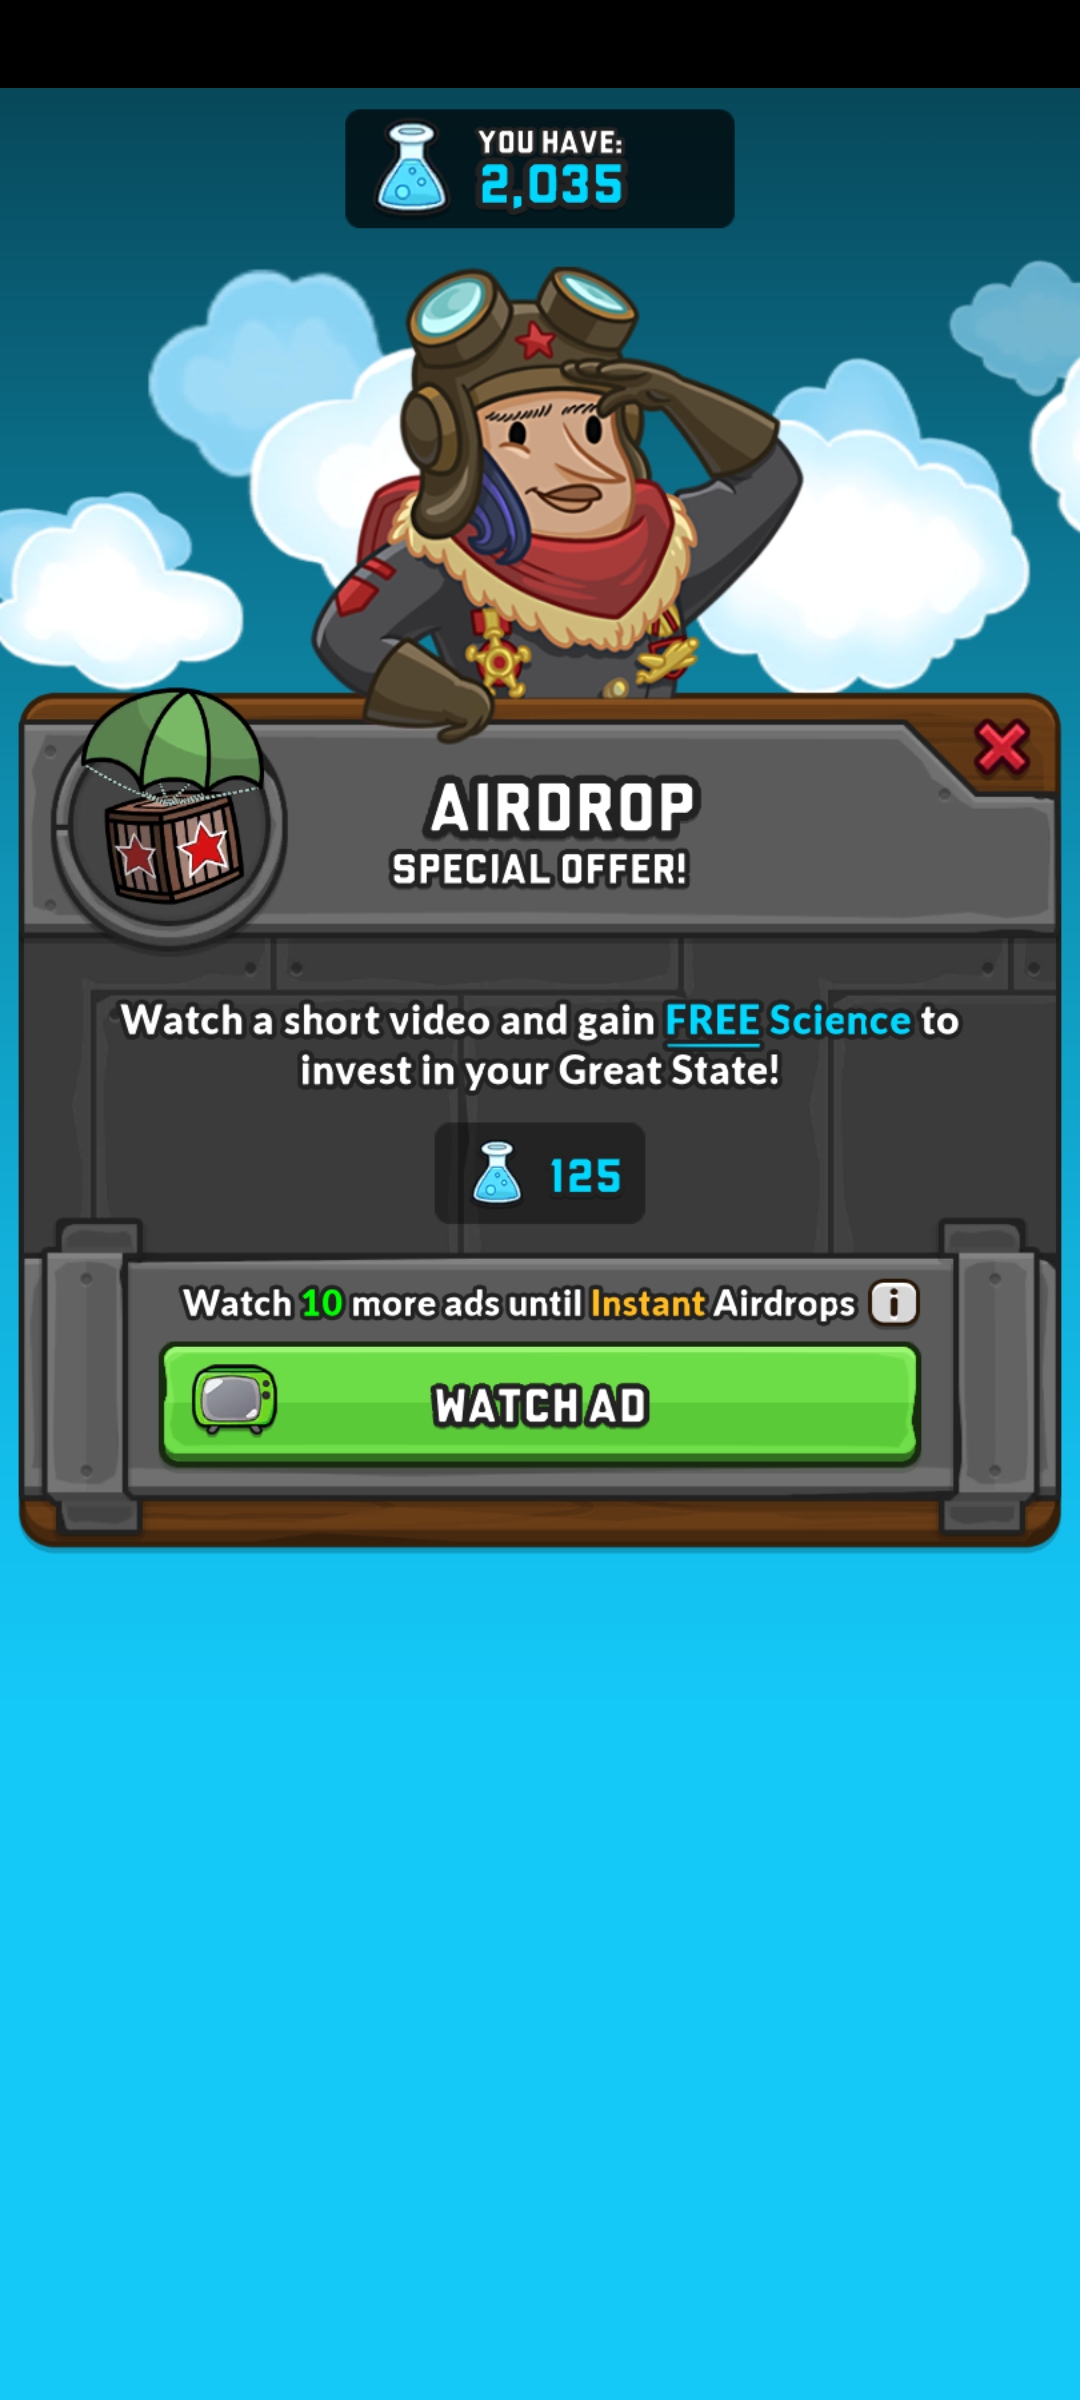 YOU HAVE:
2,035
AIRDROP
SPECIAL OFFER!
Watch a short video and gain FREE Science to
invest in your Great State!
125
Watch 10 more ads until Instant Airdrops i
WATCH AD